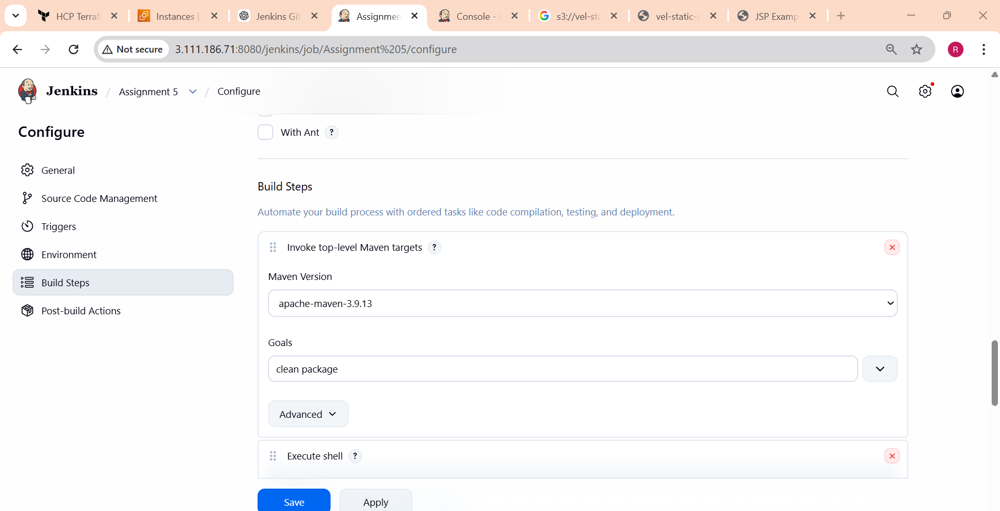 HCP Terraf
Instances |
Jenkins Git
Assignmen
Console - 
s3://vel-sta
vel-static-s
JSP Examp
Not secure
3.111.186.71:8080/jenkins/job/Assignment%205/configure
R
Jenkins / Assignment 5 / Configure
Configure
With Ant ?
General
Source Code Management
Triggers
Environment
Build Steps
Post-build Actions
Build Steps
Automate your build process with ordered tasks like code compilation, testing, and deployment.
Invoke top-level Maven targets ?
Maven Version
apache-maven-3.9.13
Goals
clean package
Advanced
Execute shell ?
Save
Apply